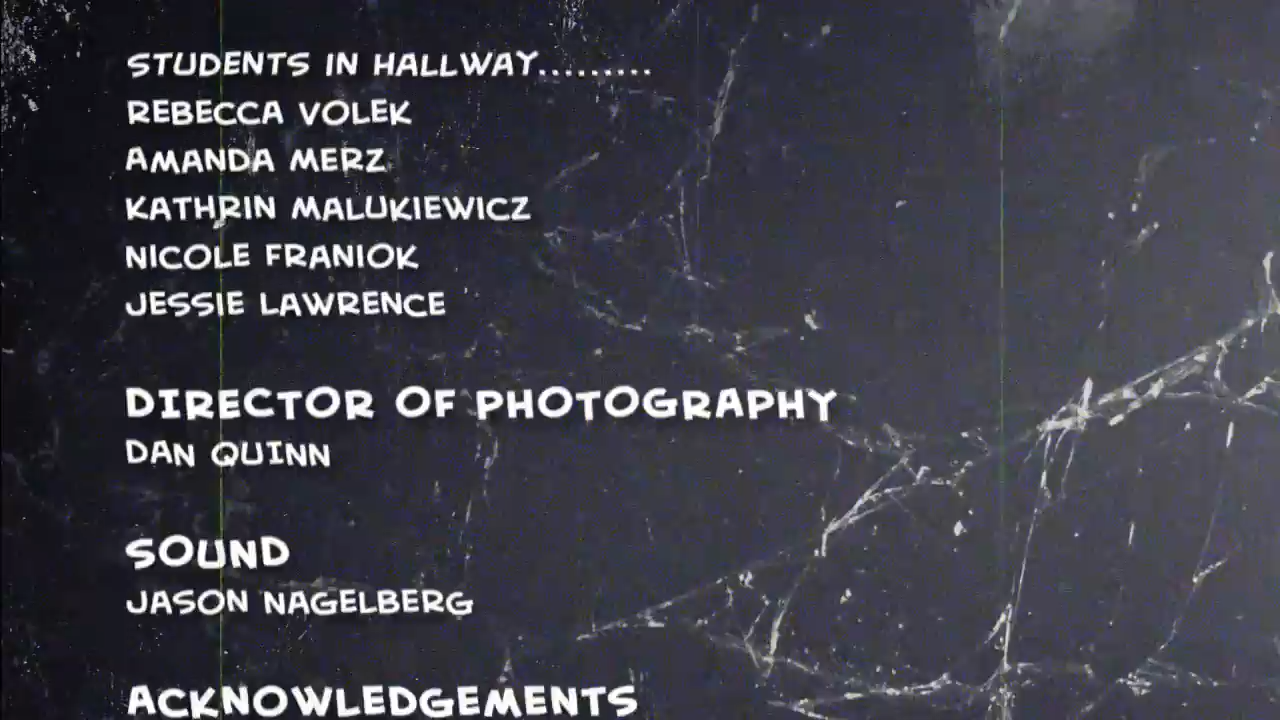 STUDENTS IN HALLWAY.........
REBECCA VOLEK
AMANDA MERZ
KATHRIN MALUKIEWICZ
NICOLE FRANIOK
JESSIE LAWRENCE
DIRECTOR OF PHOTOGRAPHY
DAN QUINN
SOUND
JASON NAGELBERG
ACKNOWLEDGEMENTS